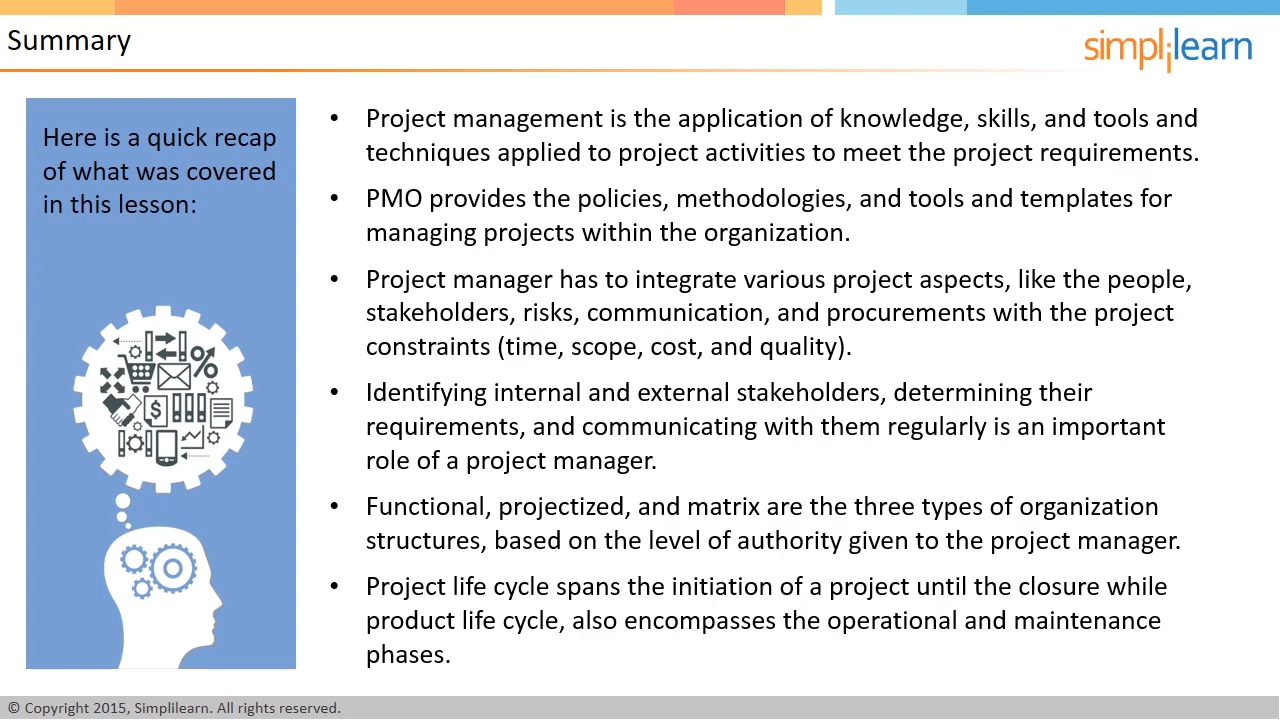 Summary
simplilearn
Here is a quick recap
of what was covered
in this lesson:
• Project management is the application of knowledge, skills, and tools and
techniques applied to project activities to meet the project requirements.
• PMO provides the policies, methodologies, and tools and templates for
managing projects within the organization.
• Project manager has to integrate various project aspects, like the people,
stakeholders, risks, communication, and procurements with the project
constraints (time, scope, cost, and quality).
• Identifying internal and external stakeholders, determining their
requirements, and communicating with them regularly is an important
role of a project manager.
• Functional, projectized, and matrix are the three types of organization
structures, based on the level of authority given to the project manager.
• Project life cycle spans the initiation of a project until the closure while
product life cycle, also encompasses the operational and maintenance
phases.
© Copyright 2015, Simplilearn. All rights reserved.